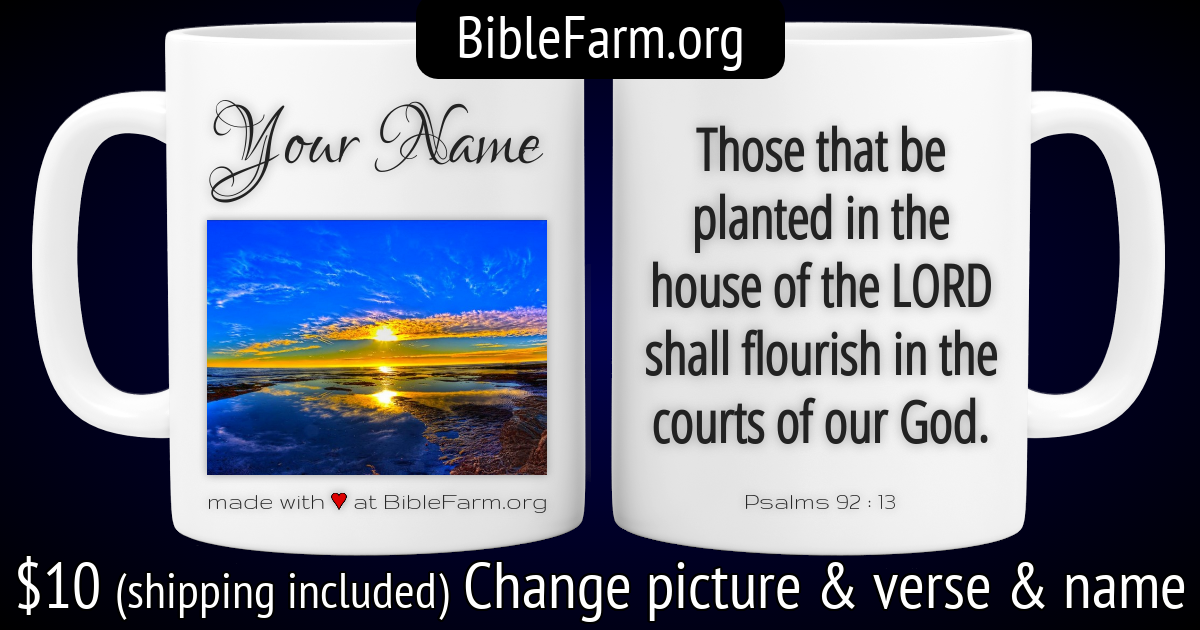 BibleFarm.org
Your Name
made with ♥ at BibleFarm.org
Those that be
planted in the
house of the LORD
shall flourish in the
courts of our God.
Psalms 92 : 13
$10 (shipping included) Change picture & verse & name